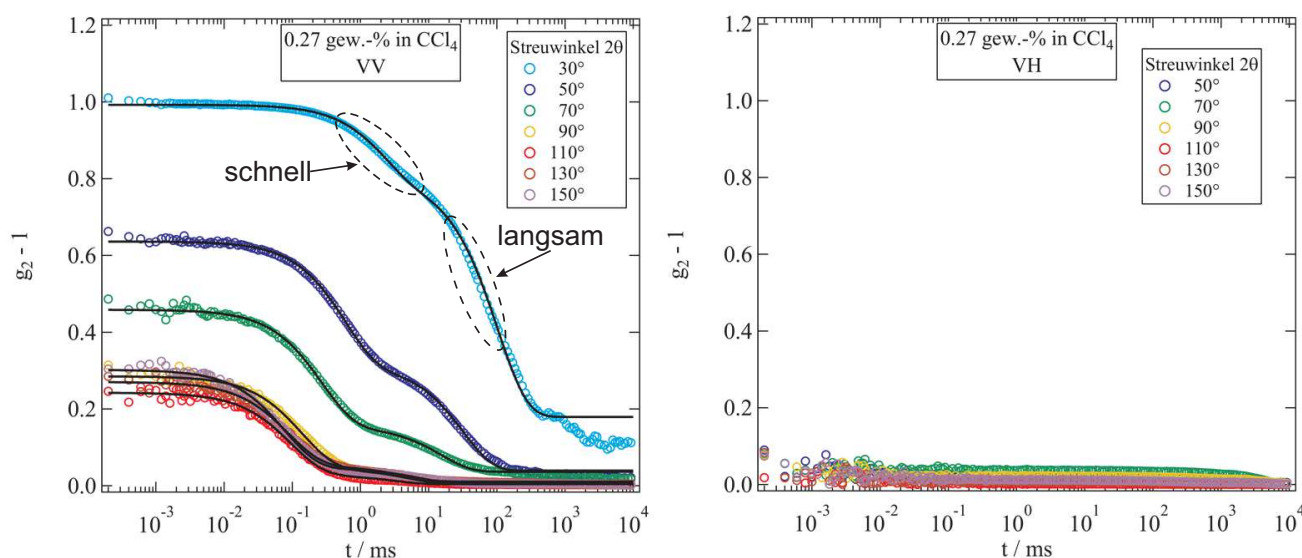 1.2
1.0
0.8
0.6
0.4
0.2
0.0
g₂ - 1
0.27 gew.-% in CCl₄
VV
Streuwinkel 2θ
30°
50°
70°
90°
110°
130°
150°
schnell
langsam
10⁻³ 10⁻² 10⁻¹ 10⁰ 10¹ 10² 10³ 10⁴
t / ms
1.2
1.0
0.8
0.6
0.4
0.2
0.0
g₂ - 1
0.27 gew.-% in CCl₄
VH
Streuwinkel 2θ
50°
70°
90°
110°
130°
150°
10⁻³ 10⁻² 10⁻¹ 10⁰ 10¹ 10² 10³ 10⁴
t / ms